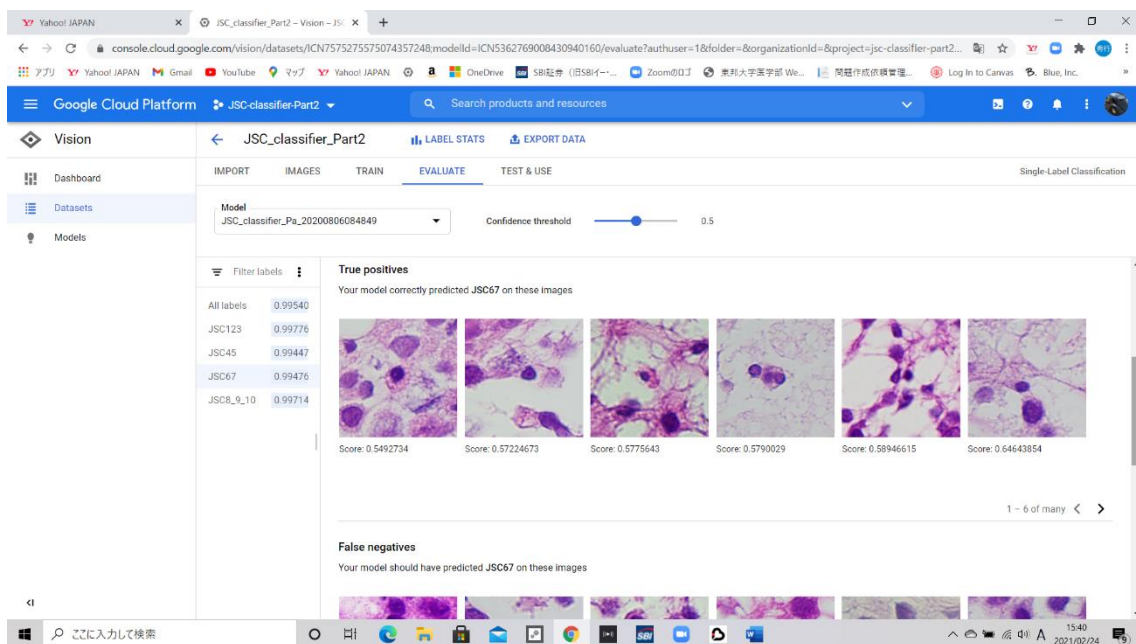 Yahoo! JAPAN
JSC_classifier_Part2 – Vision – JSC
console.cloud.google.com/vision/datasets/ICN7575275575074357248;modelId=ICN5362769008430940160/evaluate?authuser=1&folder=&organizationId=&project=jsc-classifier-part2...
アプリ Yahoo! JAPAN Gmail YouTube マップ Yahoo! JAPAN OneDrive SBI証券 (旧SBIイー・... Zoomのロゴ 東邦大学医学部 We... 問題作成依頼管理... Log In to Canvas Blue, Inc. »
Google Cloud Platform JSC-classifier-Part2 Search products and resources
Vision JSC_classifier_Part2 LABEL STATS EXPORT DATA
Dashboard
Datasets
Models
IMPORT IMAGES TRAIN EVALUATE TEST & USE Single-Label Classification
Model
JSC_classifier_Pa_20200806084849 Confidence threshold 0.5
Filter labels
All labels 0.99540
JSC123 0.99776
JSC45 0.99447
JSC67 0.99476
JSC8_9_10 0.99714
True positives
Your model correctly predicted JSC67 on these images
Score: 0.5492734 Score: 0.57224673 Score: 0.5775643 Score: 0.5790029 Score: 0.58946615 Score: 0.64643854
1 – 6 of many
False negatives
Your model should have predicted JSC67 on these images
ここに入力して検索
SBI
A
15:40
2021/02/24